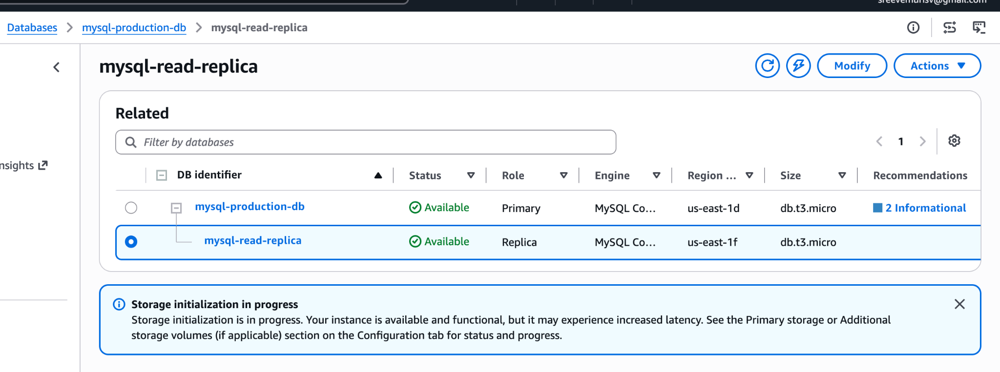 sreevemurisv@gmail.com
Databases mysql-production-db mysql-read-replica
mysql-read-replica
Modify
Actions
Related
Filter by databases
1
nsights
DB identifier Status Role Engine Region ... Size Recommendations
mysql-production-db Available Primary MySQL Co... us-east-1d db.t3.micro 2 Informational
mysql-read-replica Available Replica MySQL Co... us-east-1f db.t3.micro
Storage initialization in progress
Storage initialization is in progress. Your instance is available and functional, but it may experience increased latency. See the Primary storage or Additional
storage volumes (if applicable) section on the Configuration tab for status and progress.